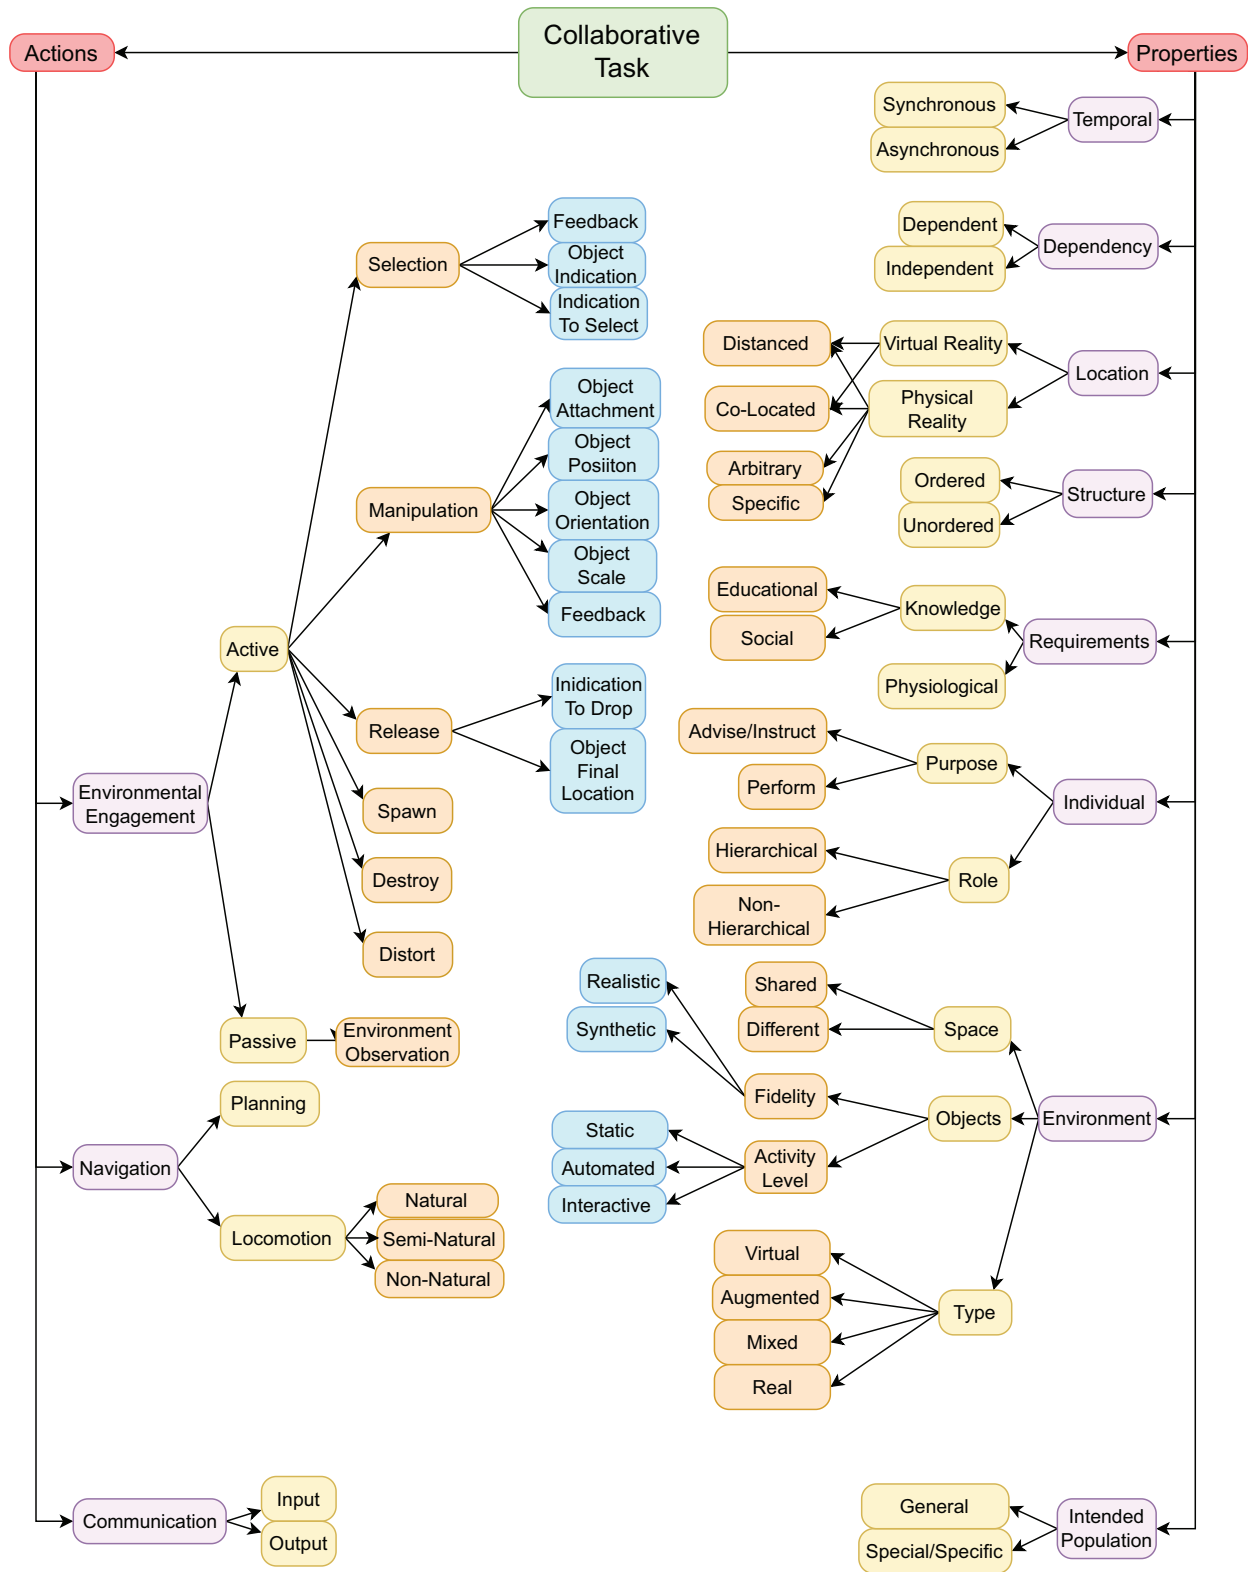 Collaborative
Task
Actions
Properties
Synchronous
Asynchronous
Temporal
Dependent
Independent
Dependency
Distanced
Co-Located
Arbitrary
Specific
Virtual Reality
Physical
Reality
Location
Ordered
Unordered
Structure
Educational
Social
Knowledge
Physiological
Requirements
Advise/Instruct
Perform
Purpose
Hierarchical
Non-
Hierarchical
Role
Individual
Realistic
Synthetic
Shared
Different
Space
Fidelity
Objects
Environment
Static
Automated
Interactive
Activity
Level
Virtual
Augmented
Mixed
Real
Type
General
Special/Specific
Intended
Population
Feedback
Object
Indication
Indication
To Select
Selection
Object
Attachment
Object
Posiiton
Object
Orientation
Object
Scale
Feedback
Manipulation
Active
Inidication
To Drop
Object
Final
Location
Release
Spawn
Destroy
Distort
Environmental
Engagement
Passive
Environment
Observation
Planning
Navigation
Locomotion
Natural
Semi-Natural
Non-Natural
Communication
Input
Output